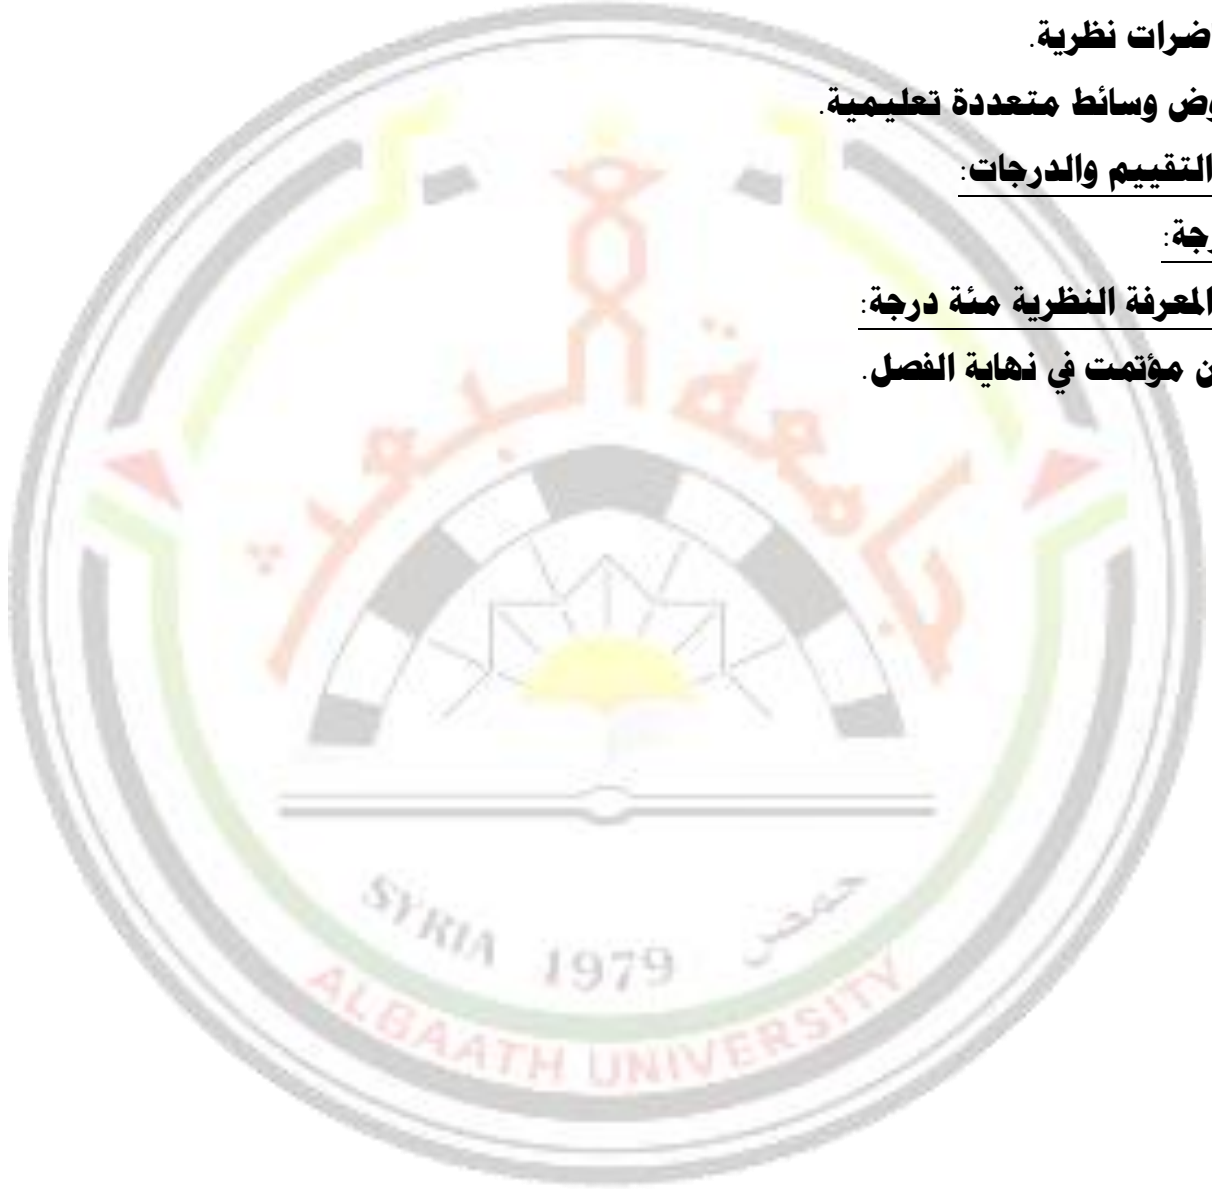 اضرات نظرية.
وض وسائط متعددة تعليمية.
التقييم والدرجات:
رجة:
المعرفة النظرية مئة درجة:
ن مؤتمت في نهاية الفصل.
جامعة البعث
SYRIA 1979 حمص
ALBAATH UNIVERSITY